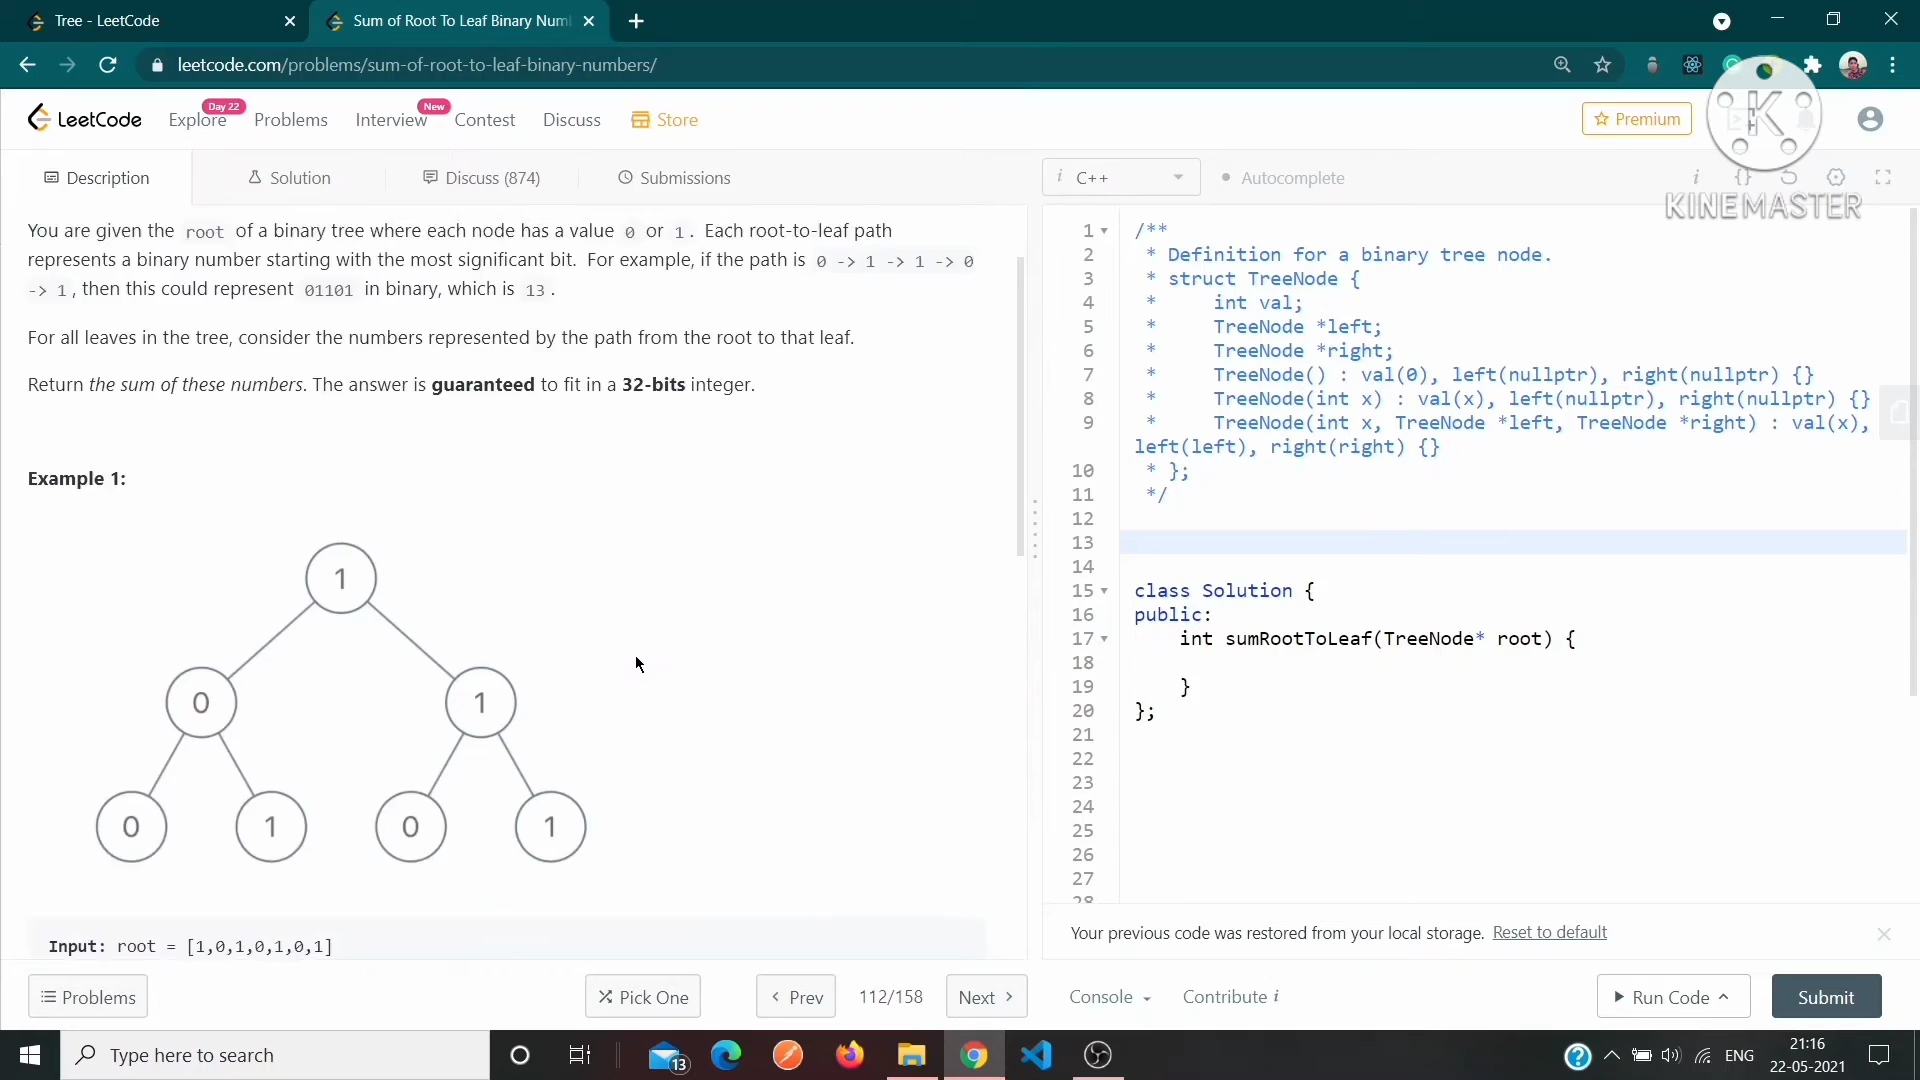 Tree - LeetCode
Sum of Root To Leaf Binary Num
leetcode.com/problems/sum-of-root-to-leaf-binary-numbers/
LeetCode Explore Day 22 Problems Interview New Contest Discuss Store Premium
KINEMASTER
Description Solution Discuss (874) Submissions
i C++ Autocomplete
You are given the root of a binary tree where each node has a value 0 or 1. Each root-to-leaf path
represents a binary number starting with the most significant bit. For example, if the path is 0 -> 1 -> 1 -> 0
-> 1, then this could represent 01101 in binary, which is 13.
For all leaves in the tree, consider the numbers represented by the path from the root to that leaf.
Return the sum of these numbers. The answer is guaranteed to fit in a 32-bits integer.
Example 1:
1
0 1
0 1 0 1
Input: root = [1,0,1,0,1,0,1]
1 /**
2 * Definition for a binary tree node.
3 * struct TreeNode {
4 * int val;
5 * TreeNode *left;
6 * TreeNode *right;
7 * TreeNode() : val(0), left(nullptr), right(nullptr) {}
8 * TreeNode(int x) : val(x), left(nullptr), right(nullptr) {}
9 * TreeNode(int x, TreeNode *left, TreeNode *right) : val(x),
left(left), right(right) {}
10 * };
11 */
12
13
14
15 class Solution {
16 public:
17 int sumRootToLeaf(TreeNode* root) {
18
19 }
20 };
21
22
23
24
25
26
27
28
Your previous code was restored from your local storage. Reset to default
Problems Pick One Prev 112/158 Next Console Contribute i Run Code Submit
Type here to search
13
ENG
21:16
22-05-2021